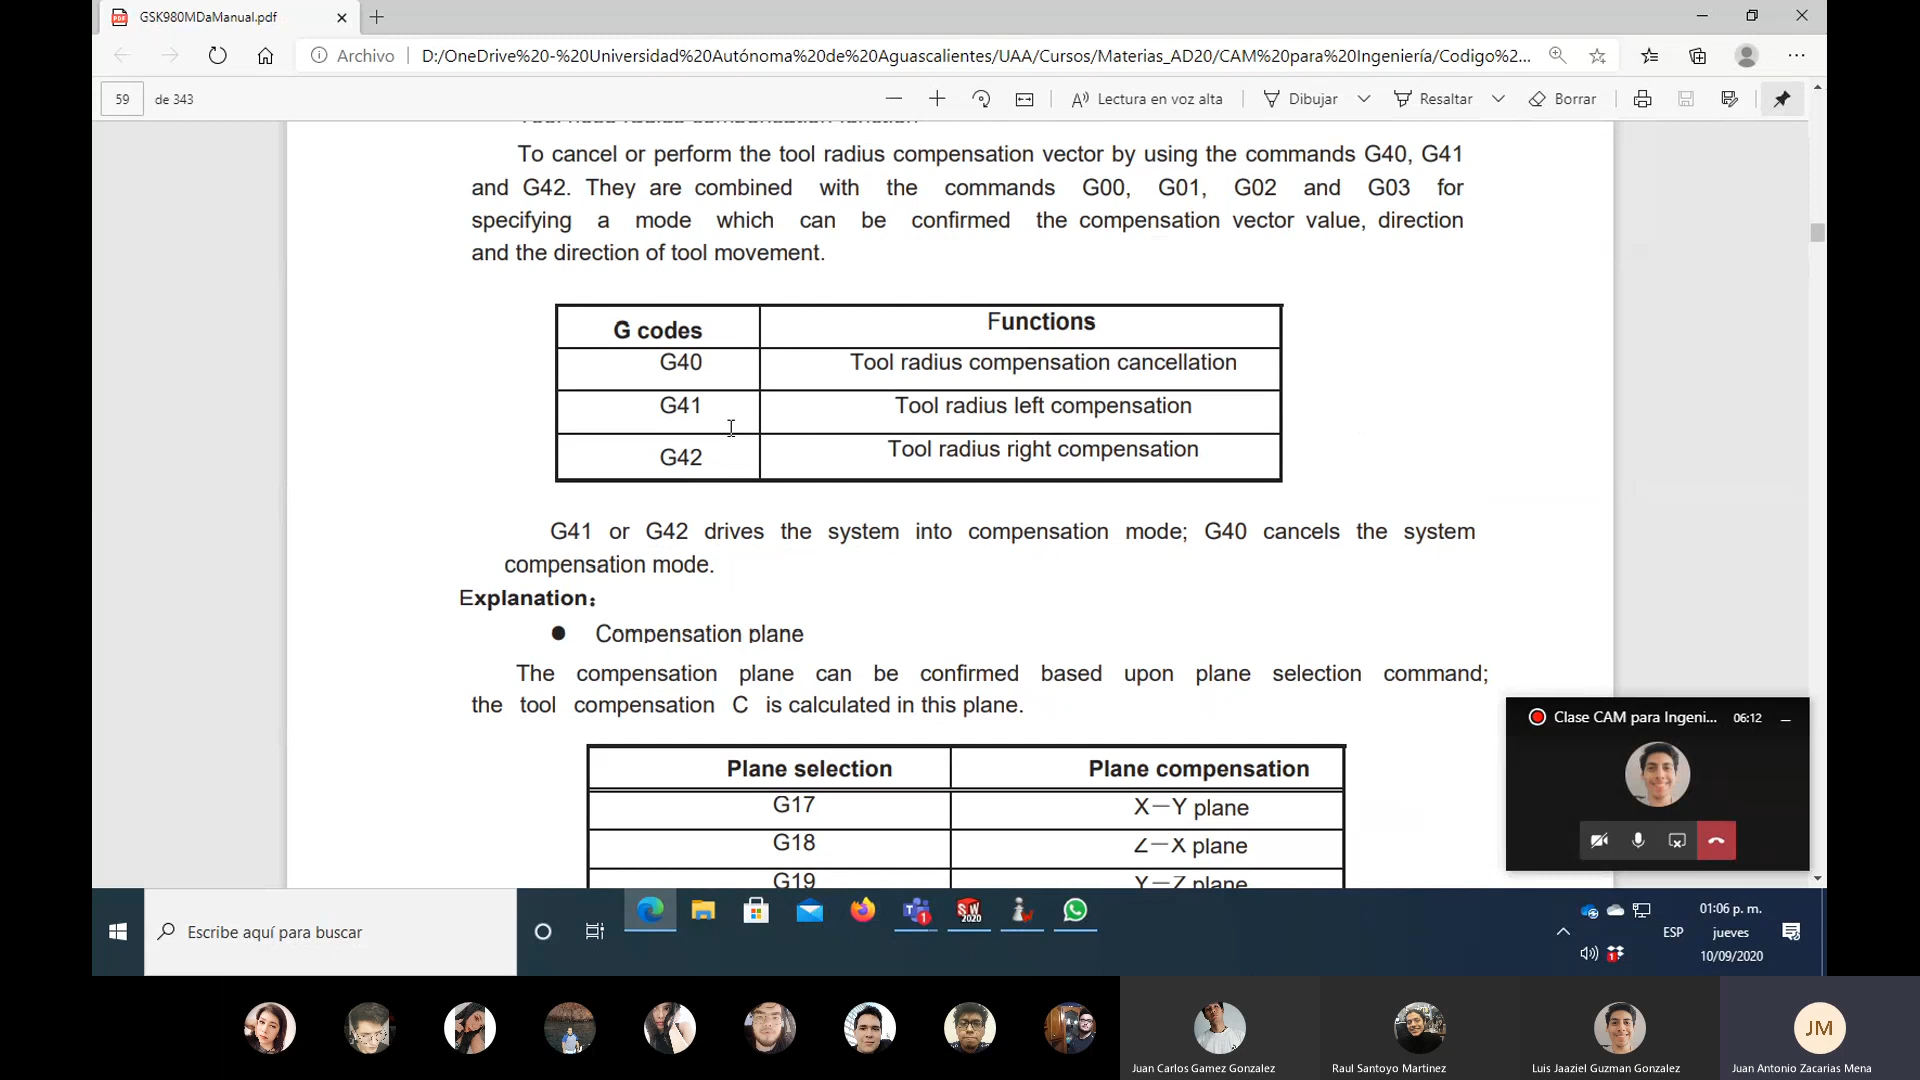 GSK980MDaManual.pdf
Archivo
D:/OneDrive%20-%20Universidad%20Autónoma%20de%20Aguascalientes/UAA/Cursos/Materias_AD20/CAM%20para%20Ingeniería/Codigo%2...
59 de 343
Lectura en voz alta
Dibujar
Resaltar
Borrar
To cancel or perform the tool radius compensation vector by using the commands G40, G41
and G42. They are combined with the commands G00, G01, G02 and G03 for
specifying a mode which can be confirmed the compensation vector value, direction
and the direction of tool movement.
G codes Functions
G40 Tool radius compensation cancellation
G41 Tool radius left compensation
G42 Tool radius right compensation
G41 or G42 drives the system into compensation mode; G40 cancels the system
compensation mode.
Explanation:
● Compensation plane
The compensation plane can be confirmed based upon plane selection command;
the tool compensation C is calculated in this plane.
Plane selection Plane compensation
G17 X—Y plane
G18 Z—X plane
G19 Y—Z plane
Clase CAM para Ingeni... 06:12
Escribe aquí para buscar
SW
2020
1
ESP
1
01:06 p. m.
jueves
10/09/2020
Juan Carlos Gamez Gonzalez
Raul Santoyo Martinez
Luis Jaaziel Guzman Gonzalez
JM
Juan Antonio Zacarias Mena